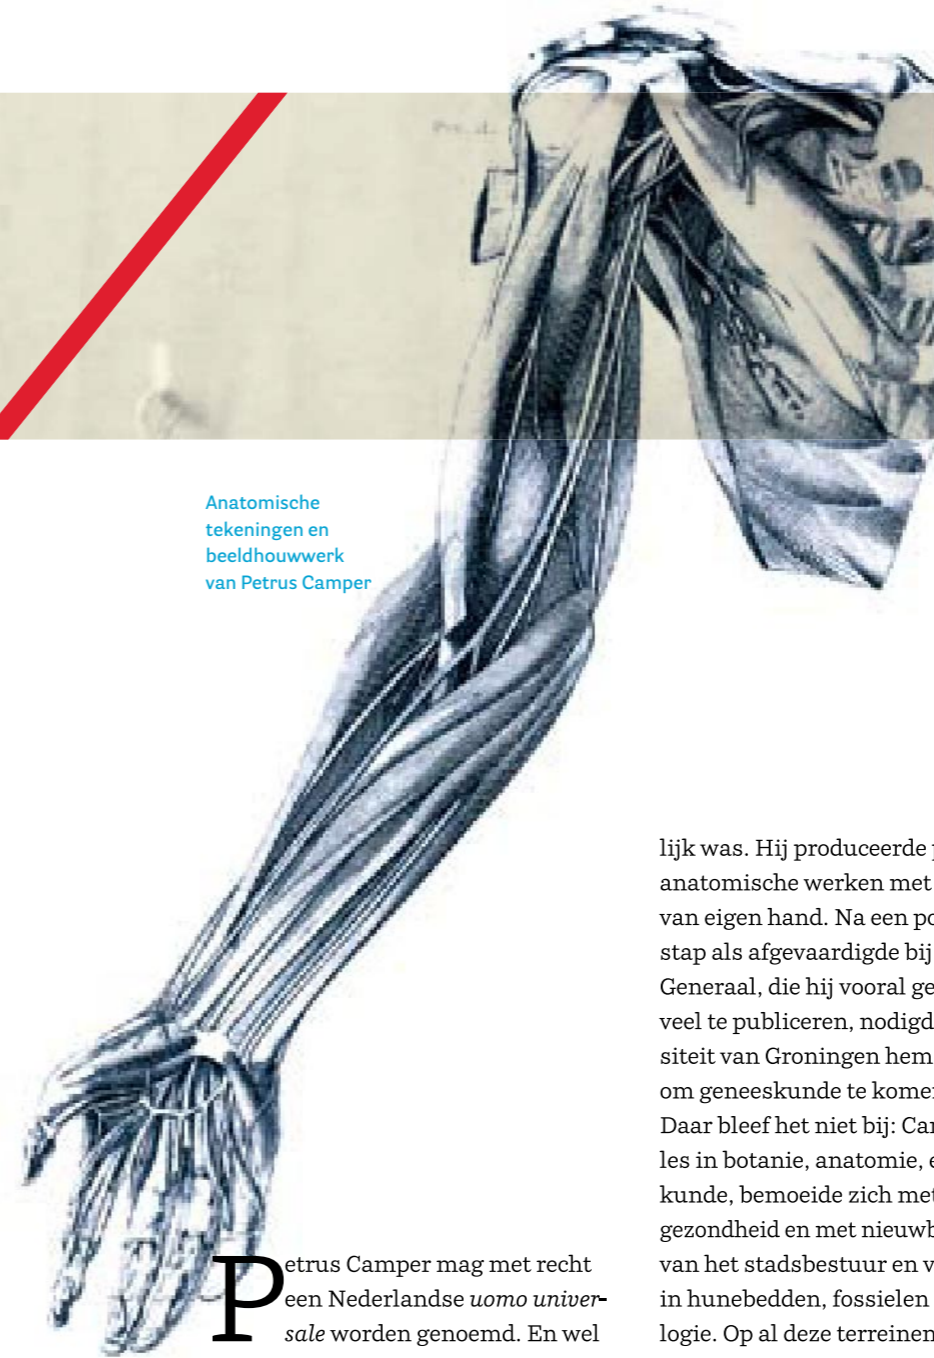 Anatomische
tekeningen en
beeldhouwwerk
van Petrus Camper
Petrus Camper mag met recht
een Nederlandse uomo univer-
sale worden genoemd. En wel
lijk was. Hij produceerde
anatomische werken met
van eigen hand. Na een
stap als afgevaardigde bij
Generaal, die hij vooral
veel te publiceren, nodigd
siteit van Groningen hem
om geneeskunde te
Daar bleef het niet bij:
les in botanie, anatomie,
kunde, bemoeide zich
gezondheid en met
van het stadsbestuur en
in hunebedden, fossielen
logie. Op al deze terreinen